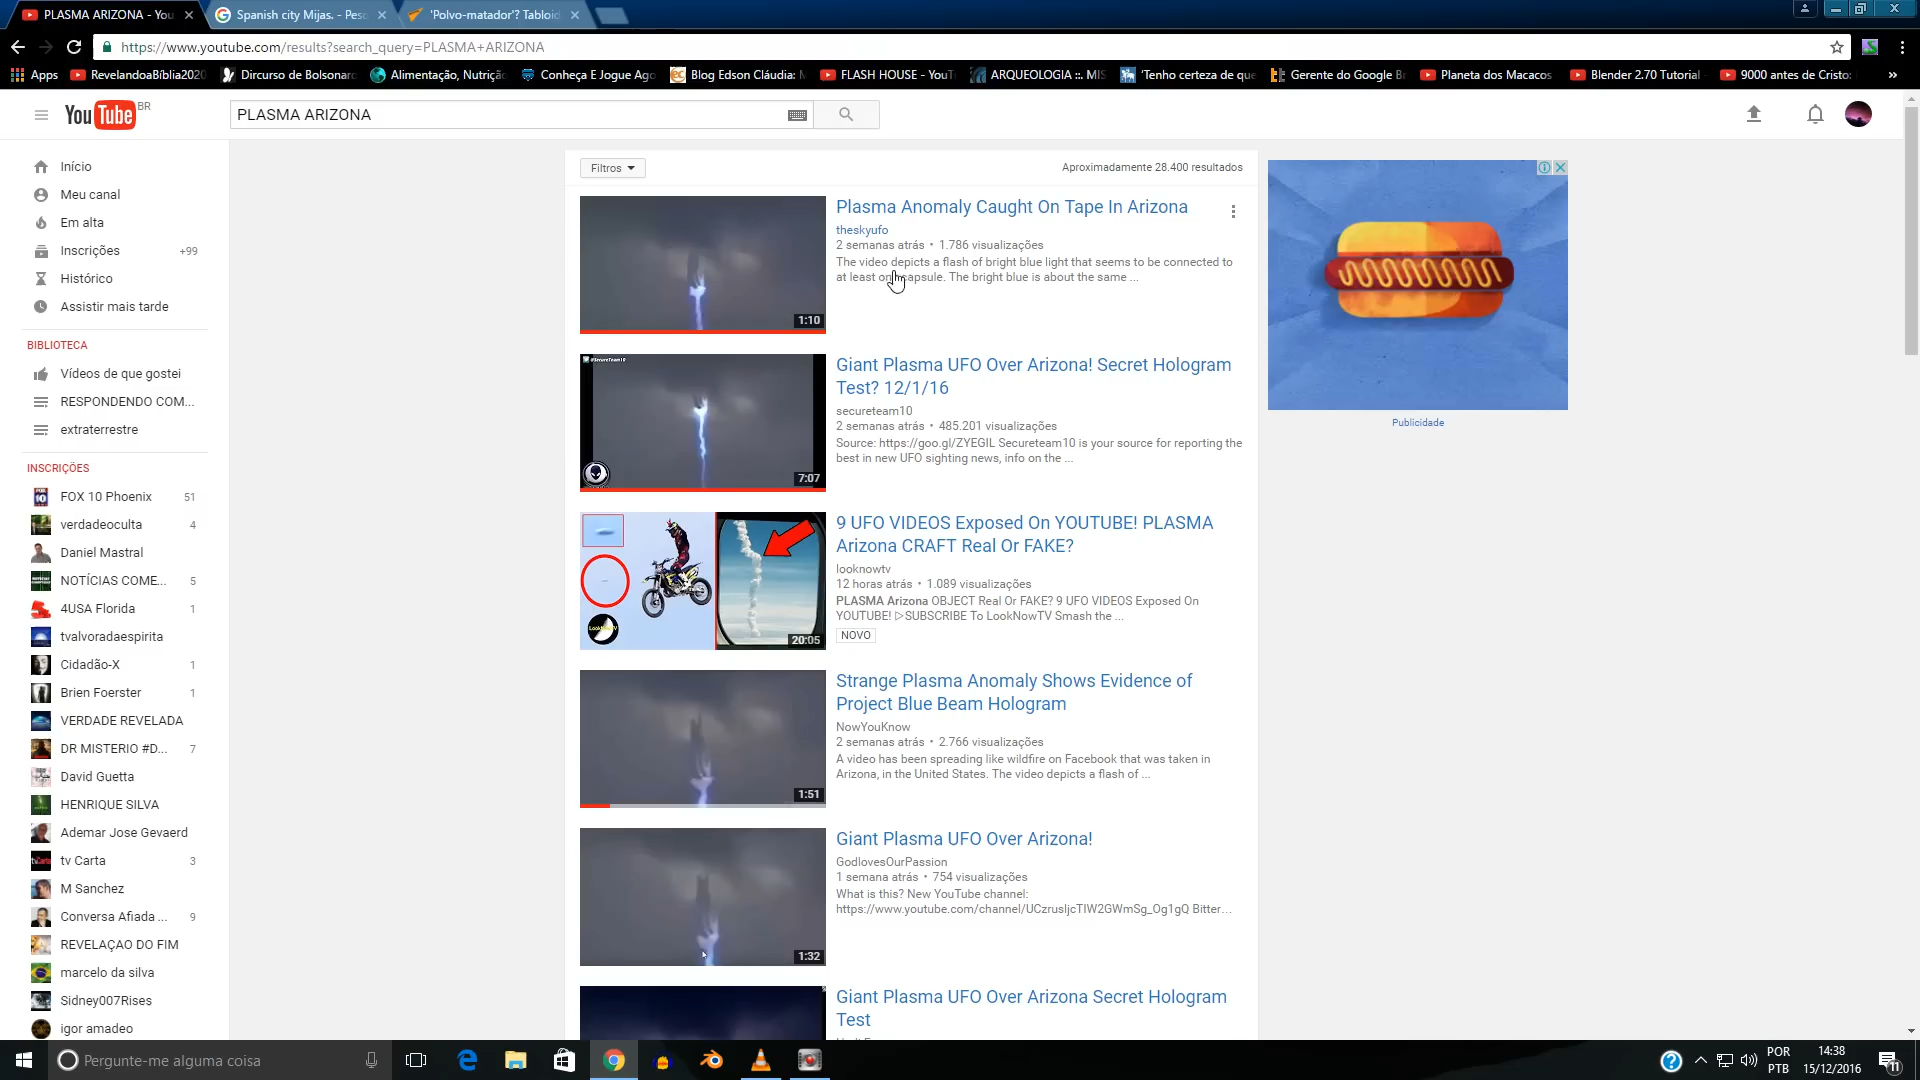 PLASMA ARIZONA - You
Spanish city Mijas. - Pesq
'Polvo-matador'? Tabloid
https://www.youtube.com/results?search_query=PLASMA+ARIZONA
Apps
RevelandoaBíblia2020
Dircurso de Bolsonaro
Alimentação, Nutrição
Conheça E Jogue Ago
Blog Edson Cláudia: M
FLASH HOUSE - YouT
ARQUEOLOGIA ::. MIS
'Tenho certeza de que
Gerente do Google Br
Planeta dos Macacos
Blender 2.70 Tutorial
9000 antes de Cristo:
YouTube BR
PLASMA ARIZONA
Início
Meu canal
Em alta
Inscrições +99
Histórico
Assistir mais tarde
BIBLIOTECA
Vídeos de que gostei
RESPONDENDO COM...
extraterrestre
INSCRIÇÕES
FOX 10 Phoenix 51
verdadeoculta 4
Daniel Mastral
NOTÍCIAS COME... 5
4USA Florida 1
tvalvoradaespirita
Cidadão-X 1
Brien Foerster 1
VERDADE REVELADA
DR MISTERIO #D... 7
David Guetta
HENRIQUE SILVA
Ademar Jose Gevaerd
tv Carta 3
M Sanchez
Conversa Afiada ... 9
REVELAÇAO DO FIM
marcelo da silva
Sidney007Rises
igor amadeo
Filtros
Aproximadamente 28.400 resultados
1:10
Plasma Anomaly Caught On Tape In Arizona
theskyufo
2 semanas atrás • 1.786 visualizações
The video depicts a flash of bright blue light that seems to be connected to
at least one capsule. The bright blue is about the same ...
7:07
Giant Plasma UFO Over Arizona! Secret Hologram
Test? 12/1/16
secureteam10
2 semanas atrás • 485.201 visualizações
Source: https://goo.gl/ZYEGIL Secureteam10 is your source for reporting the
best in new UFO sighting news, info on the ...
20:05
9 UFO VIDEOS Exposed On YOUTUBE! PLASMA
Arizona CRAFT Real Or FAKE?
looknowtv
12 horas atrás • 1.089 visualizações
PLASMA Arizona OBJECT Real Or FAKE? 9 UFO VIDEOS Exposed On
YOUTUBE! ▷SUBSCRIBE To LookNowTV Smash the ...
NOVO
1:51
Strange Plasma Anomaly Shows Evidence of
Project Blue Beam Hologram
NowYouKnow
2 semanas atrás • 2.766 visualizações
A video has been spreading like wildfire on Facebook that was taken in
Arizona, in the United States. The video depicts a flash of ...
1:32
Giant Plasma UFO Over Arizona!
GodlovesOurPassion
1 semana atrás • 754 visualizações
What is this? New YouTube channel:
https://www.youtube.com/channel/UCzrusljcTIW2GWmSg_Og1gQ Bitter...
Giant Plasma UFO Over Arizona Secret Hologram
Test
Publicidade
Pergunte-me alguma coisa
POR
PTB
14:38
15/12/2016
11